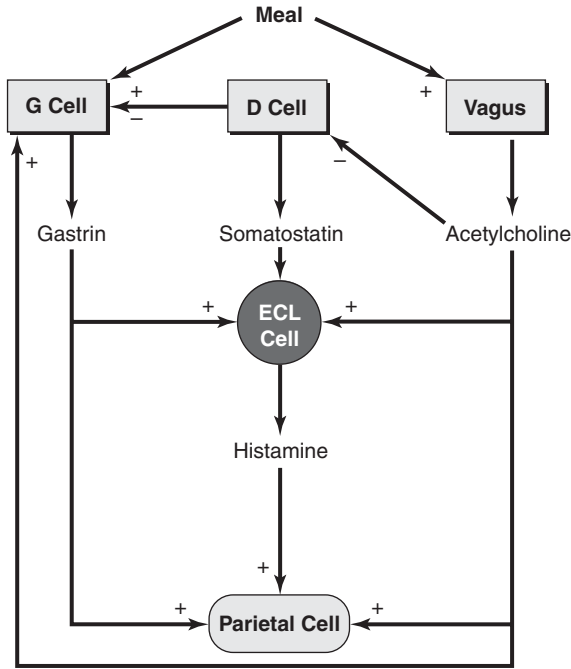 Meal
G Cell
+
−
D Cell
+
Vagus
+
−
Gastrin
Somatostatin
Acetylcholine
+
ECL
Cell
+
Histamine
+
+
Parietal Cell
+